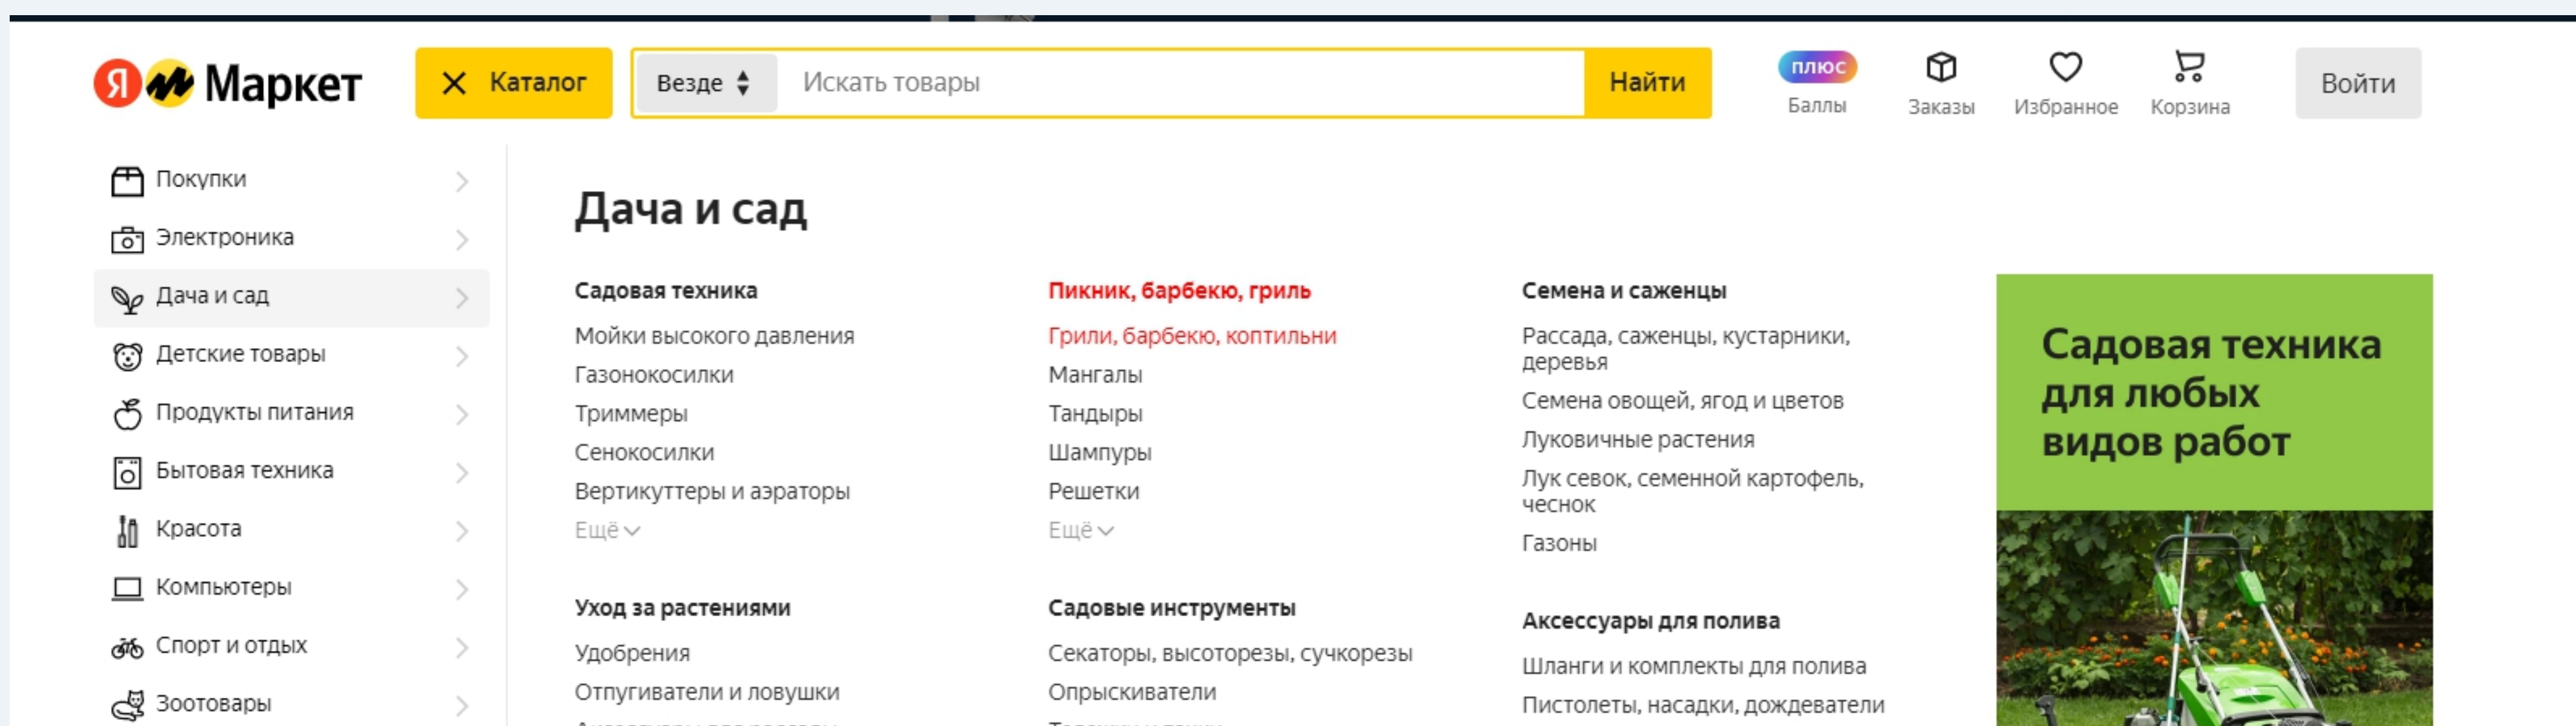 Я Маркет
Каталог
Везде
Искать товары
Найти
плюс
Баллы
Заказы
Избранное
Корзина
Войти
Покупки
Электроника
Дача и сад
Детские товары
Продукты питания
Бытовая техника
Красота
Компьютеры
Спорт и отдых
Зоотовары
Дача и сад
Садовая техника
Мойки высокого давления
Газонокосилки
Триммеры
Сенокосилки
Вертикуттеры и аэраторы
Ещё
Уход за растениями
Удобрения
Отпугиватели и ловушки
Пикник, барбекю, гриль
Грили, барбекю, коптильни
Мангалы
Тандыры
Шампуры
Решетки
Ещё
Садовые инструменты
Секаторы, высоторезы, сучкорезы
Опрыскиватели
Семена и саженцы
Рассада, саженцы, кустарники,
деревья
Семена овощей, ягод и цветов
Луковичные растения
Лук севок, семенной картофель,
чеснок
Газоны
Аксессуары для полива
Шланги и комплекты для полива
Пистолеты, насадки, дождеватели
Садовая техника
для любых
видов работ